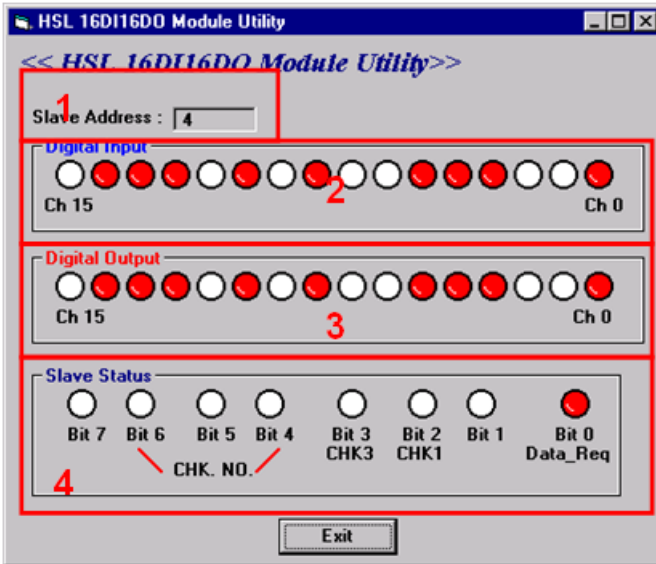 HSL 16DI16DO Module Utility
<< HSL 16DI16DO Module Utility>>
1
Slave Address : 4
Digital Input
2
Ch 15 Ch 0
Digital Output
Ch 15 Ch 0
3
Slave Status
Bit 7 Bit 6 Bit 5 Bit 4 Bit 3 Bit 2 Bit 1 Bit 0
CHK3 CHK1 Data_Req
CHK. NO.
4
Exit